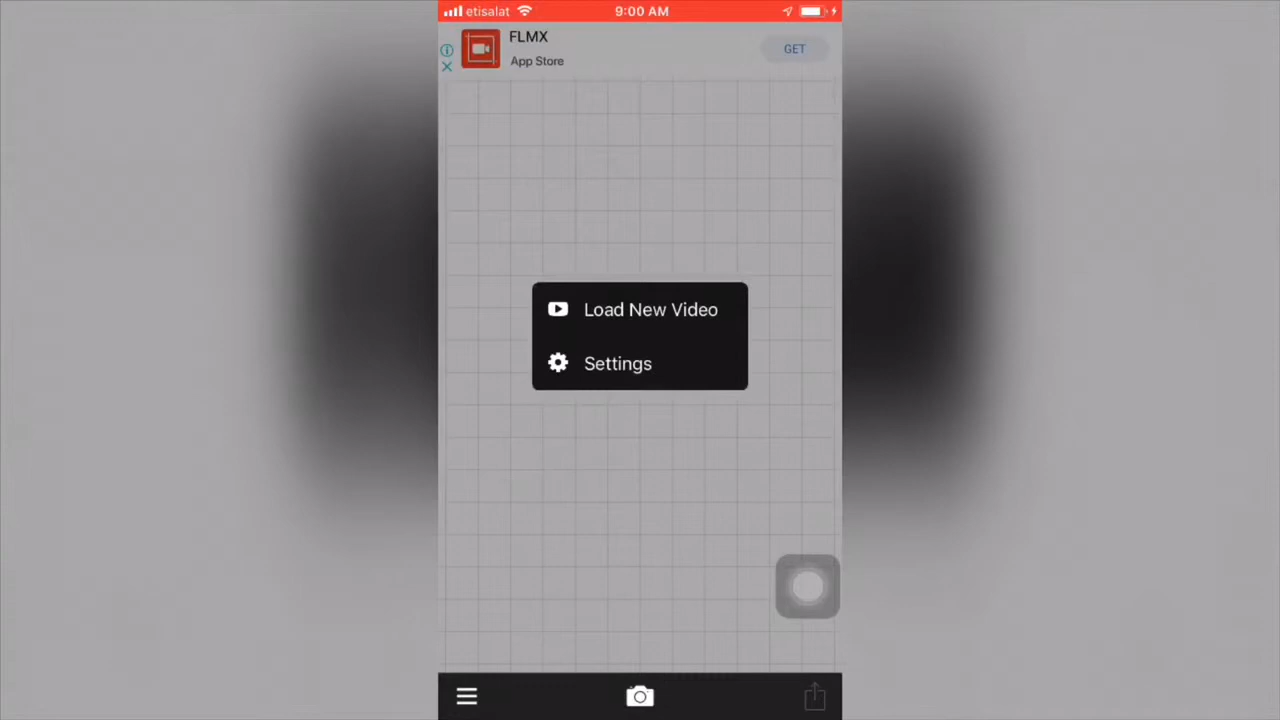 etisalat
9:00 AM
FLMX
App Store
GET
Load New Video
Settings